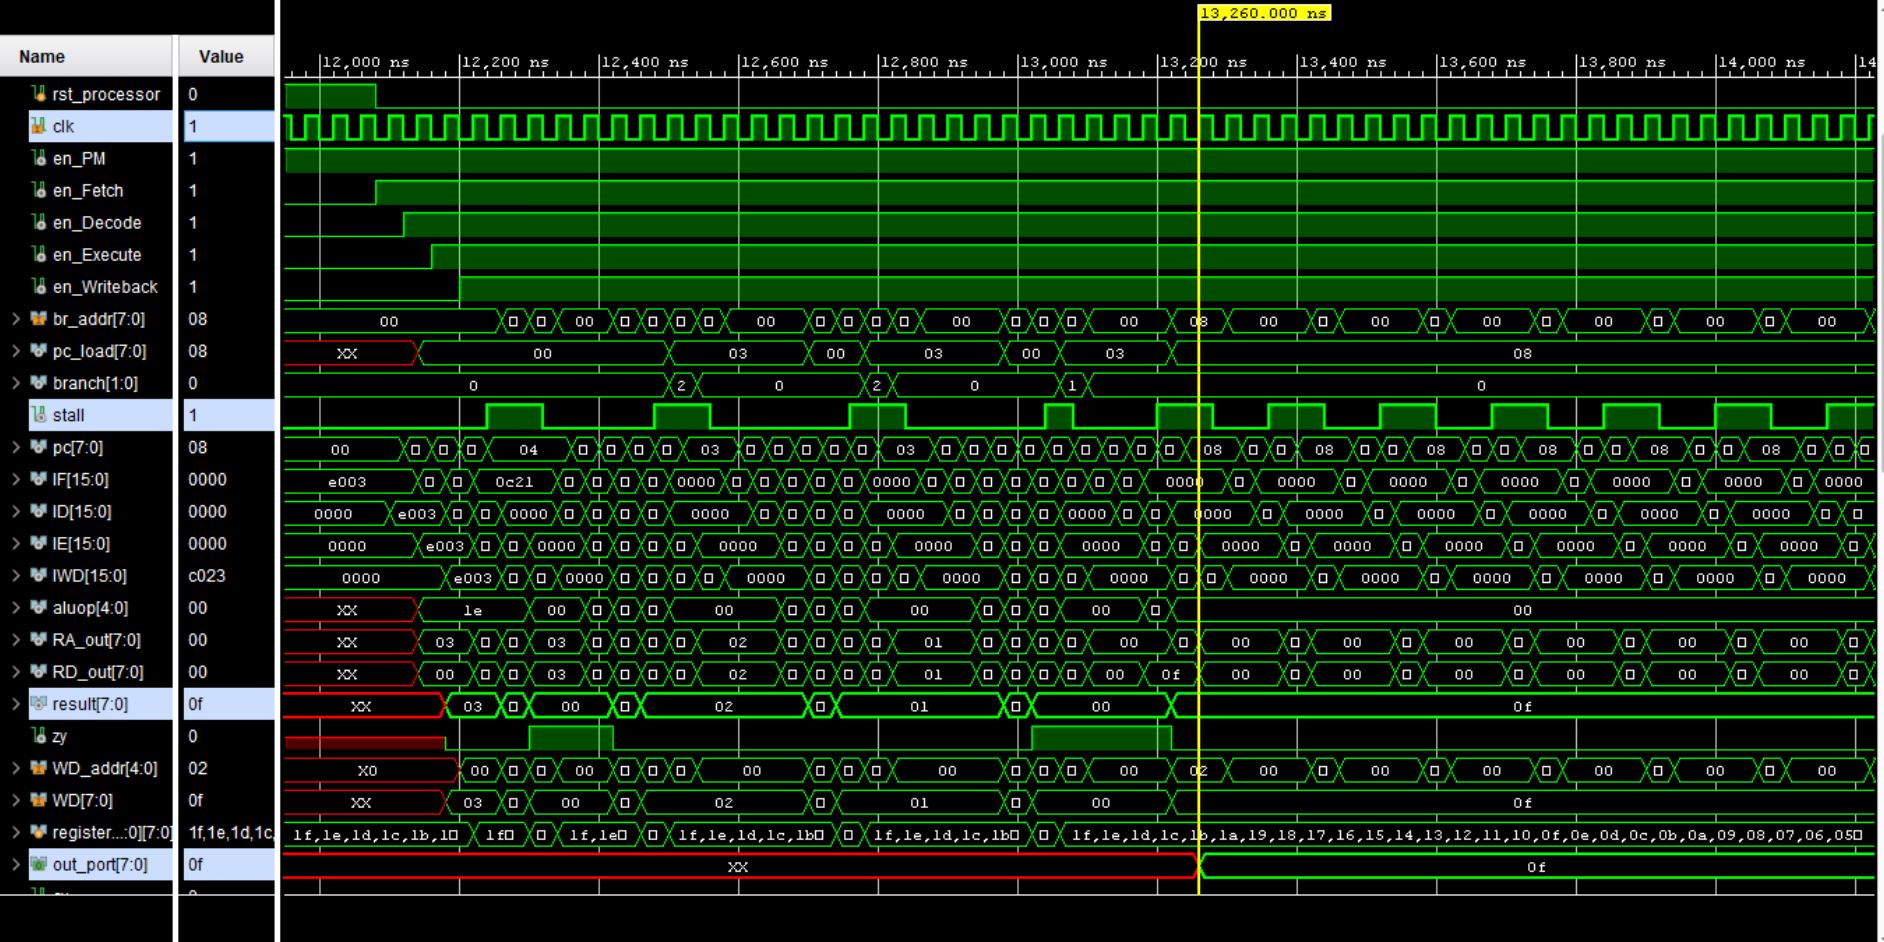 13,260.000 ns
Name Value
12,000 ns 12,200 ns 12,400 ns 12,600 ns 12,800 ns 13,000 ns 13,200 ns 13,400 ns 13,600 ns 13,800 ns 14,000 ns 14
rst_processor 0
clk 1
en_PM 1
en_Fetch 1
en_Decode 1
en_Execute 1
en_Writeback 1
br_addr[7:0] 08 00 00 00 00 00 08 00 00 00 00 00 00
pc_load[7:0] 08 XX 00 03 00 03 00 03 08
branch[1:0] 0 0 2 0 2 0 1 0
stall 1
pc[7:0] 08 00 04 03 03 08 08 08 08 08 08
IF[15:0] 0000 e003 0c21 0000 0000 0000 0000 0000 0000 0000 0000 0000
ID[15:0] 0000 0000 e003 0000 0000 0000 0000 0000 0000 0000 0000 0000 0000
IE[15:0] 0000 0000 e003 0000 0000 0000 0000 0000 0000 0000 0000 0000 0000
IWD[15:0] c023 0000 e003 0000 0000 0000 0000 0000 0000 0000 0000 0000 0000
aluop[4:0] 00 XX 1e 00 00 00 00 00
RA_out[7:0] 00 XX 03 03 02 01 00 00 00 00 00 00 00
RD_out[7:0] 00 XX 00 03 02 01 00 0f 00 00 00 00 00 00
result[7:0] 0f XX 03 00 02 01 00 0f
zy 0
WD_addr[4:0] 02 X0 00 00 00 00 00 02 00 00 00 00 00 00
WD[7:0] 0f XX 03 00 02 01 00 0f
register...:0][7:0] 1f,1e,1d,1c, 1f,1e,1d,1c,1b,1 1f 1f,1e 1f,1e,1d,1c,1b 1f,1e,1d,1c,1b 1f,1e,1d,1c,1b,1a,19,18,17,16,15,14,13,12,11,10,0f,0e,0d,0c,0b,0a,09,08,07,06,05
out_port[7:0] 0f XX 0f